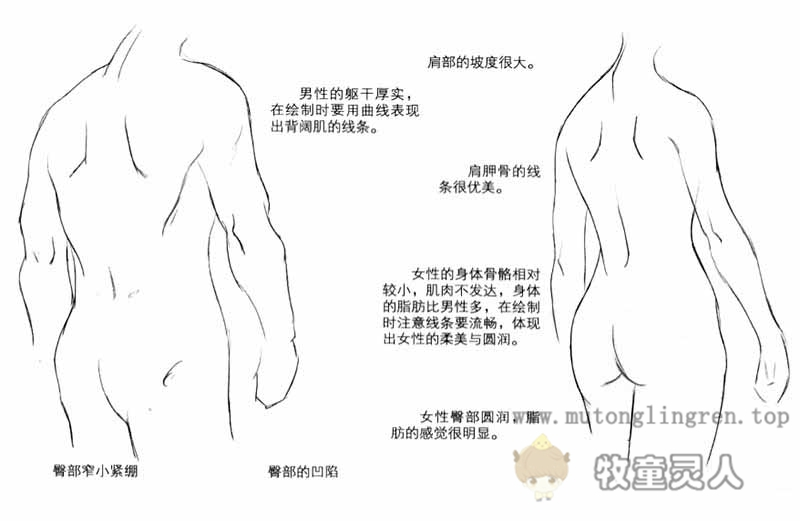 肩部的坡度很大。
男性的躯干厚实，
在绘制时要用曲线表现
出背阔肌的线条。
肩胛骨的线
条很优美。
女性的身体骨骼相对
较小，肌肉不发达，身体
的脂肪比男性多，在绘制
时注意线条要流畅，体现
出女性的柔美与圆润。
女性臀部圆润，脂
肪的感觉很明显。
www.mutonglingren.top
牧童灵人
臀部窄小紧绷
臀部的凹陷